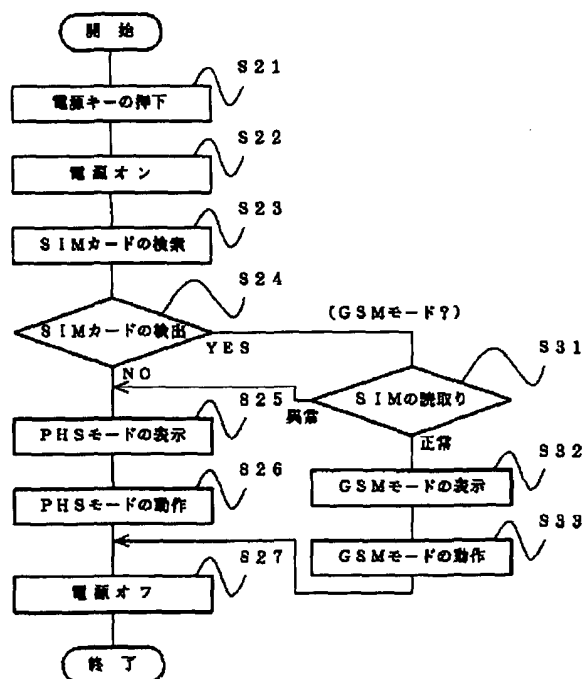 開 始
S21
電源キーの押下
S22
電 源 オ ン
S23
SIMカードの検索
S24
SIMカードの検出
(GSMモード?)
YES
S31
NO
SIMの読取り
異常
正常
S25
PHSモードの表示
S32
GSMモードの表示
S26
PHSモードの動作
S33
GSMモードの動作
S27
電 源 オ フ
終 了